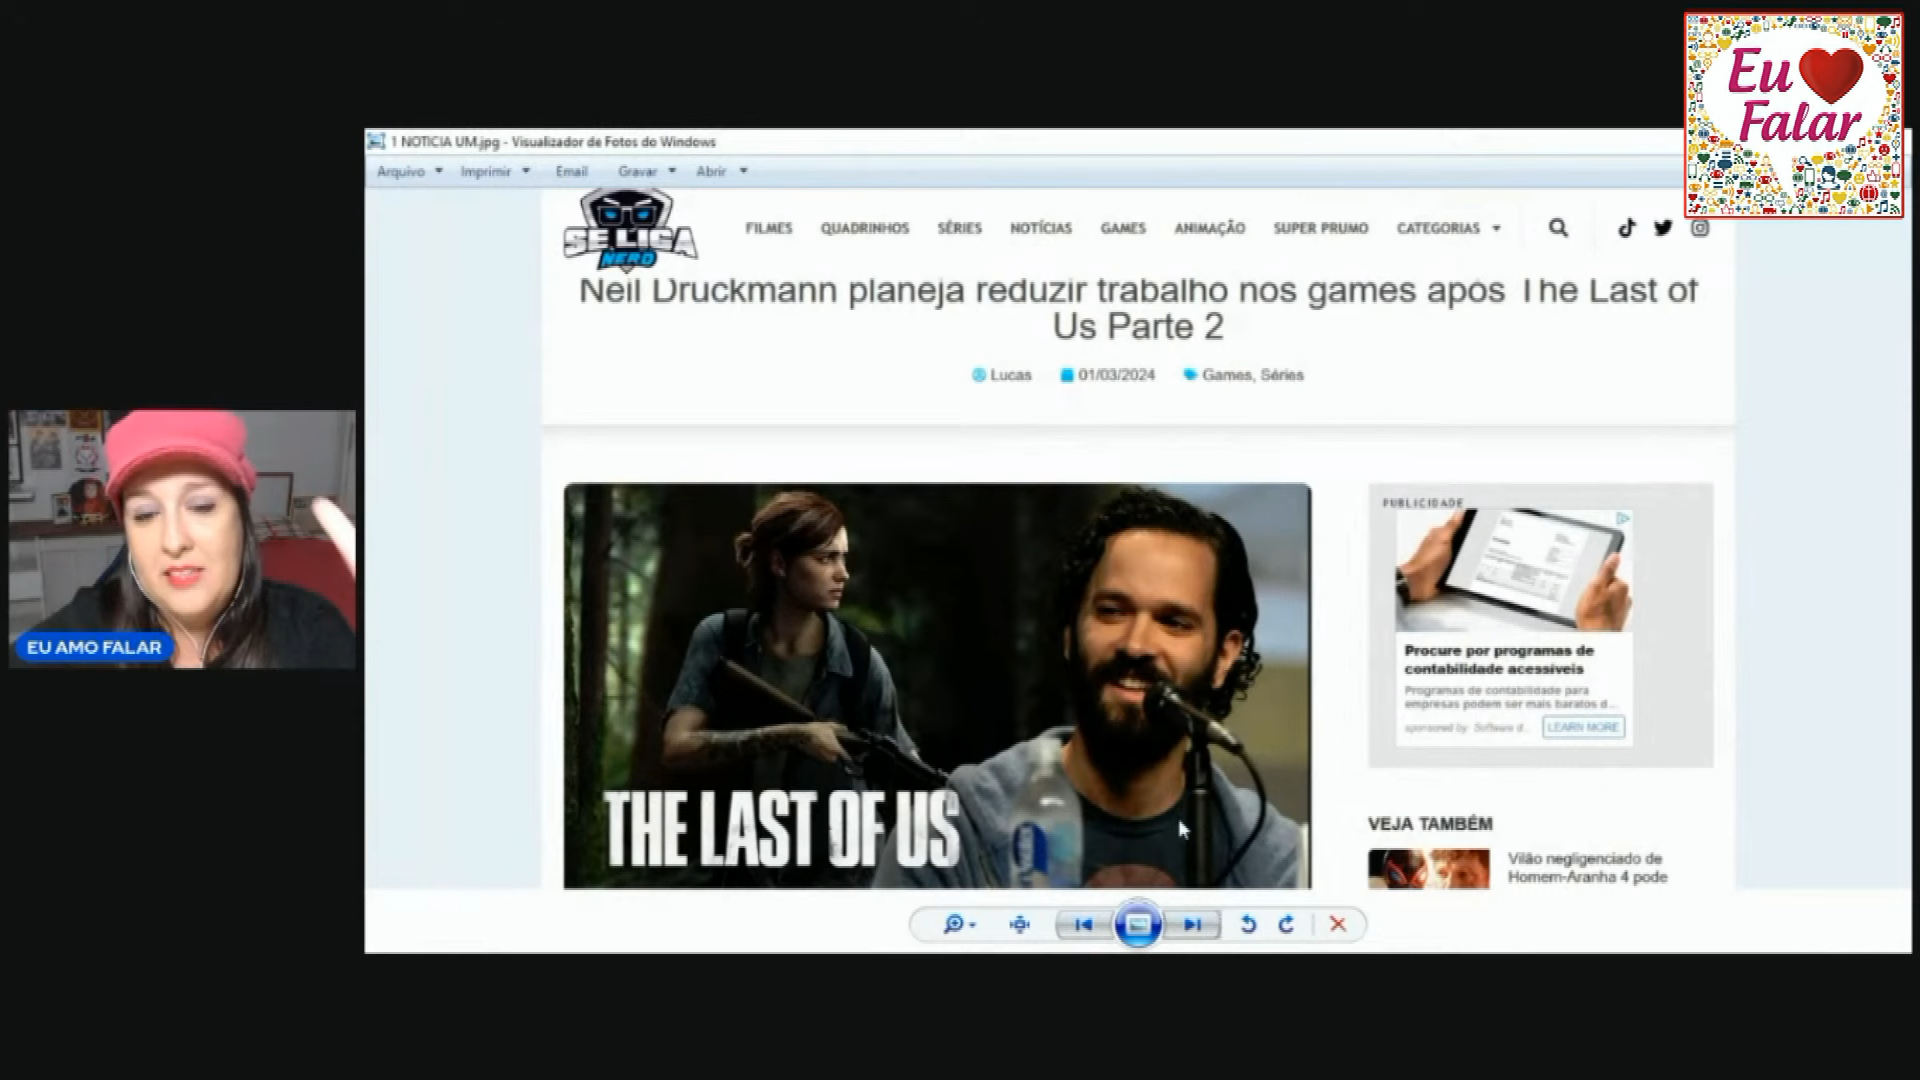 Eu
Falar
1 NOTICIA UM.jpg - Visualizador de Fotos do Windows
Arquivo Imprimir Email Gravar Abrir
SE LIGA
NERD
FILMES QUADRINHOS SÉRIES NOTÍCIAS GAMES ANIMAÇÃO SUPER PRUMO CATEGORIAS
Neil Druckmann planeja reduzir trabalho nos games após The Last of
Us Parte 2
Lucas 01/03/2024 Games, Séries
THE LAST OF US
PUBLICIDADE
Procure por programas de
contabilidade acessíveis
Programas de contabilidade para
empresas podem ser mais baratos d...
sponsored by: Software d... LEARN MORE
VEJA TAMBÉM
Vilão negligenciado de
Homem-Aranha 4 pode
EU AMO FALAR